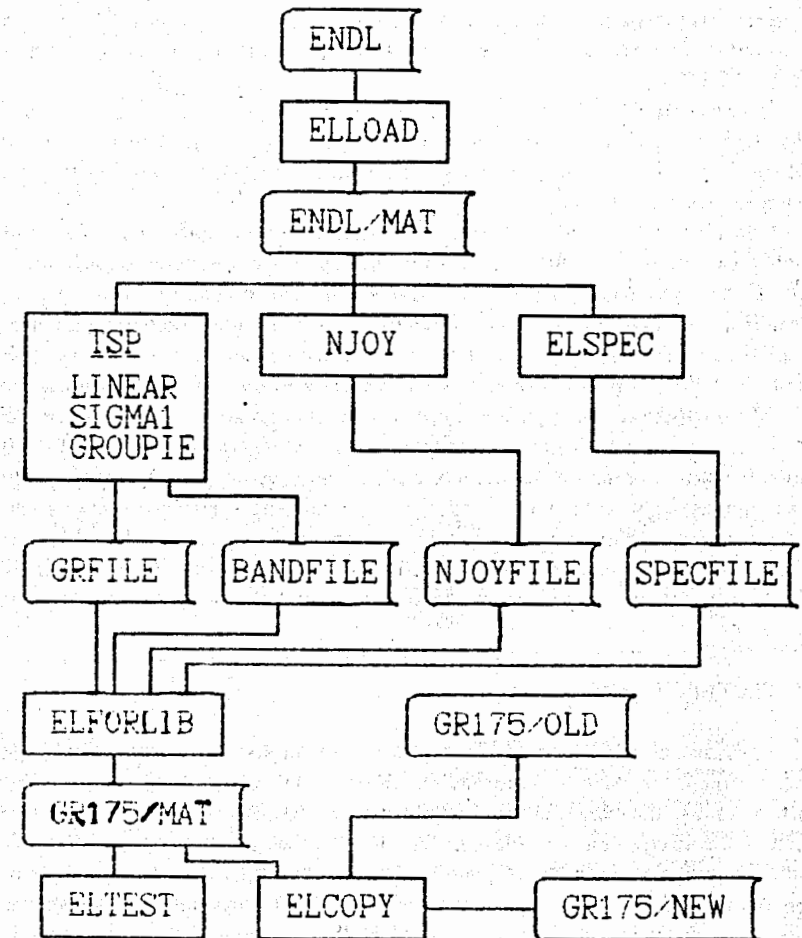 ENDL
ELLOAD
ENDL/MAT
TSP
LINEAR
SIGMA1
GROUPIE
NJOY
ELSPEC
GRFILE
BANDFILE
NJOYFILE
SPECFILE
ELFORLIB
GR175/OLD
GR175/MAT
ELTEST
ELCOPY
GR175/NEW